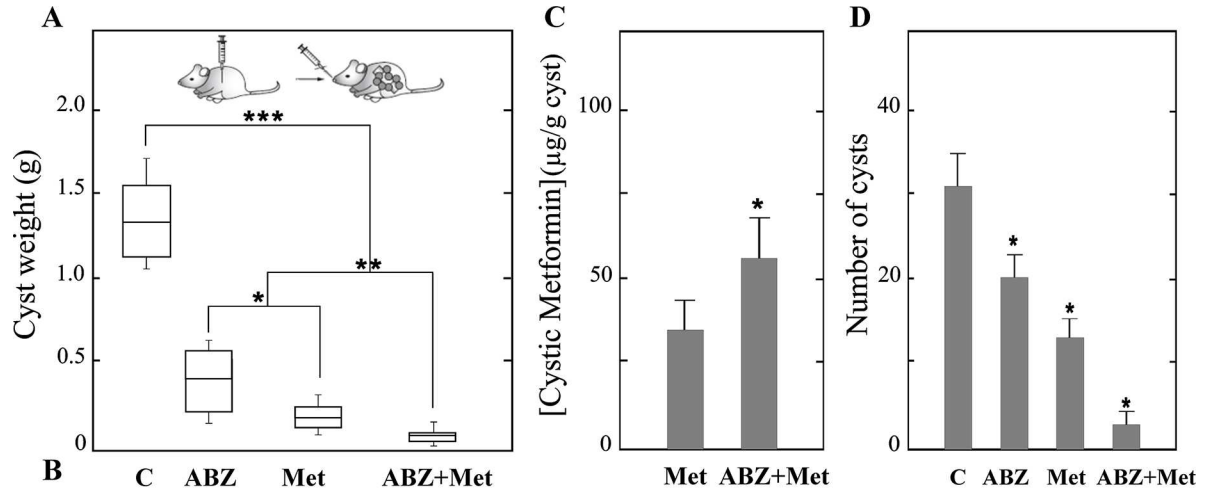 A
Cyst weight (g)
2.0
1.5
1.0
0.5
0
***
**
*
B
C ABZ Met ABZ+Met
C
[Cystic Metformin](µg/g cyst)
100
50
0
*
Met ABZ+Met
D
Number of cysts
40
20
0
*
*
*
C ABZ Met ABZ+Met